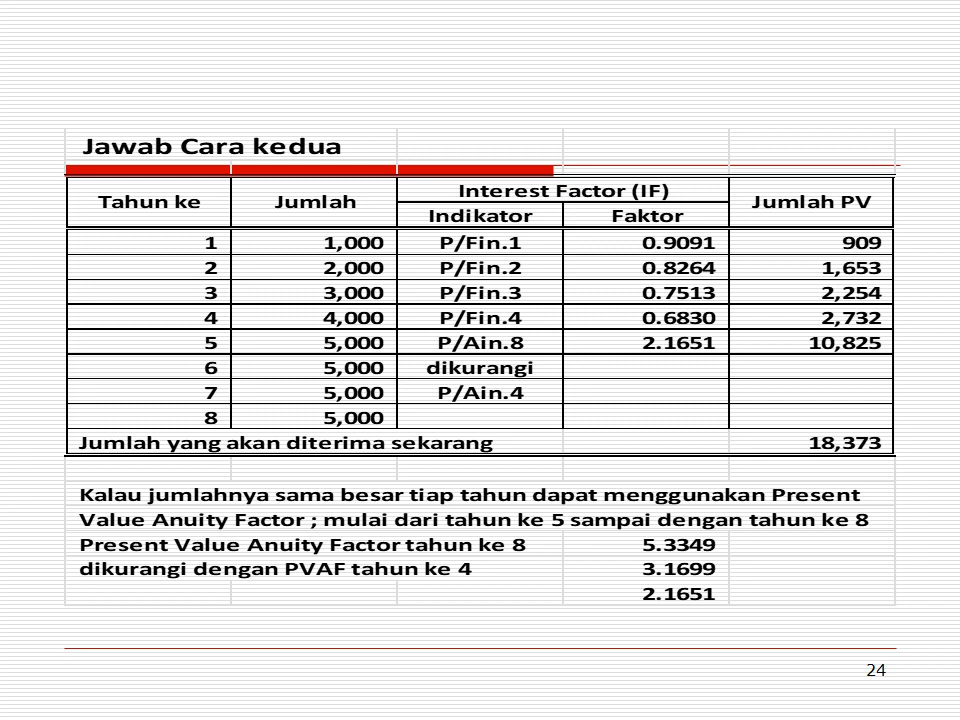 Jawab Cara kedua
Tahun ke Jumlah Interest Factor (IF) Jumlah PV
Indikator Faktor
1 1,000 P/Fin.1 0.9091 909
2 2,000 P/Fin.2 0.8264 1,653
3 3,000 P/Fin.3 0.7513 2,254
4 4,000 P/Fin.4 0.6830 2,732
5 5,000 P/Ain.8 2.1651 10,825
6 5,000 dikurangi
7 5,000 P/Ain.4
8 5,000
Jumlah yang akan diterima sekarang 18,373
Kalau jumlahnya sama besar tiap tahun dapat menggunakan Present
Value Anuity Factor ; mulai dari tahun ke 5 sampai dengan tahun ke 8
Present Value Anuity Factor tahun ke 8 5.3349
dikurangi dengan PVAF tahun ke 4 3.1699
2.1651
24